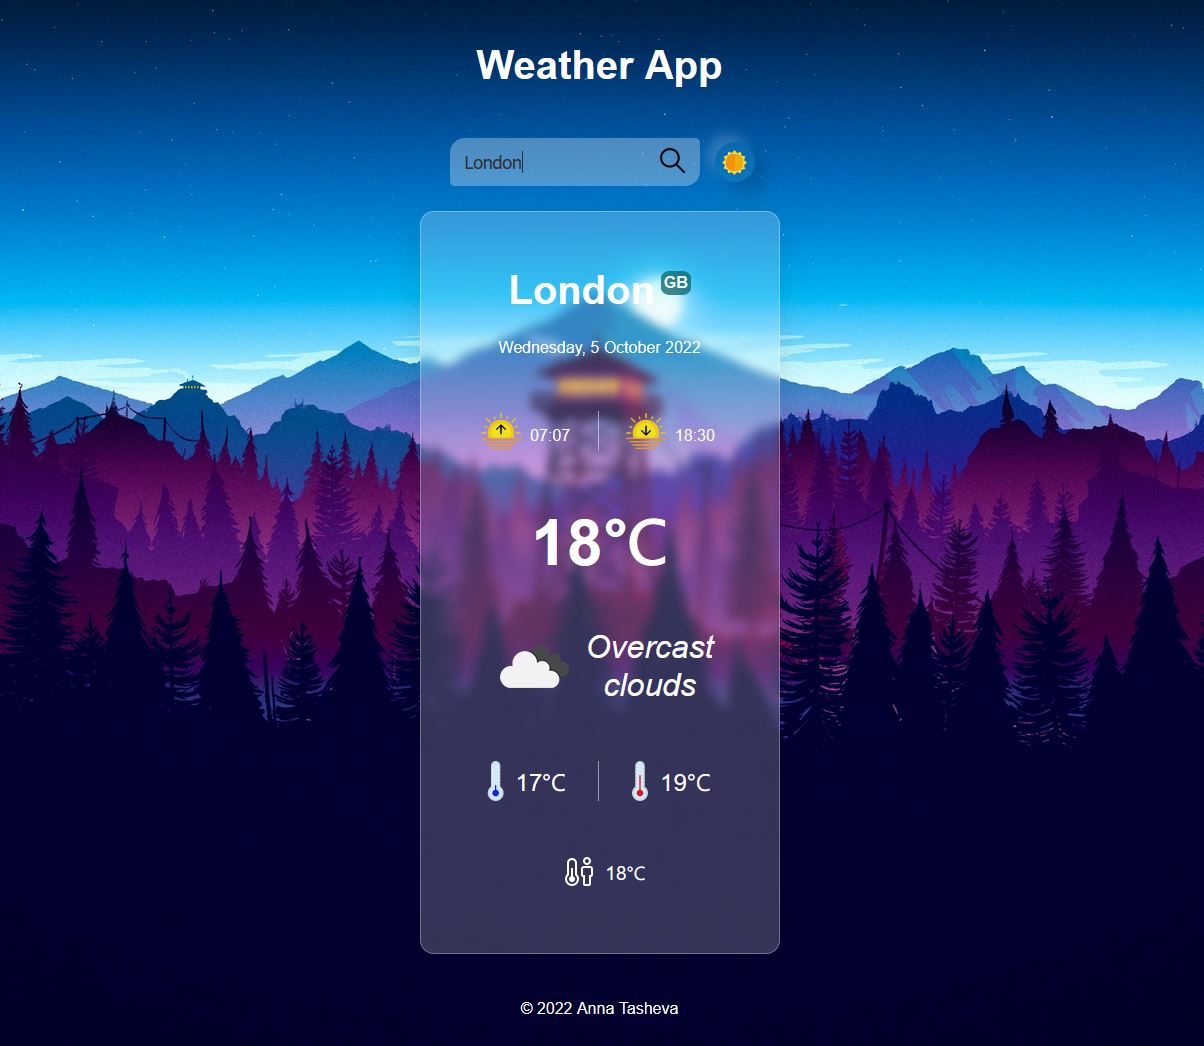 Weather App
London
London GB
Wednesday, 5 October 2022
07:07 18:30
18°C
Overcast
clouds
17°C 19°C
18°C
© 2022 Anna Tasheva